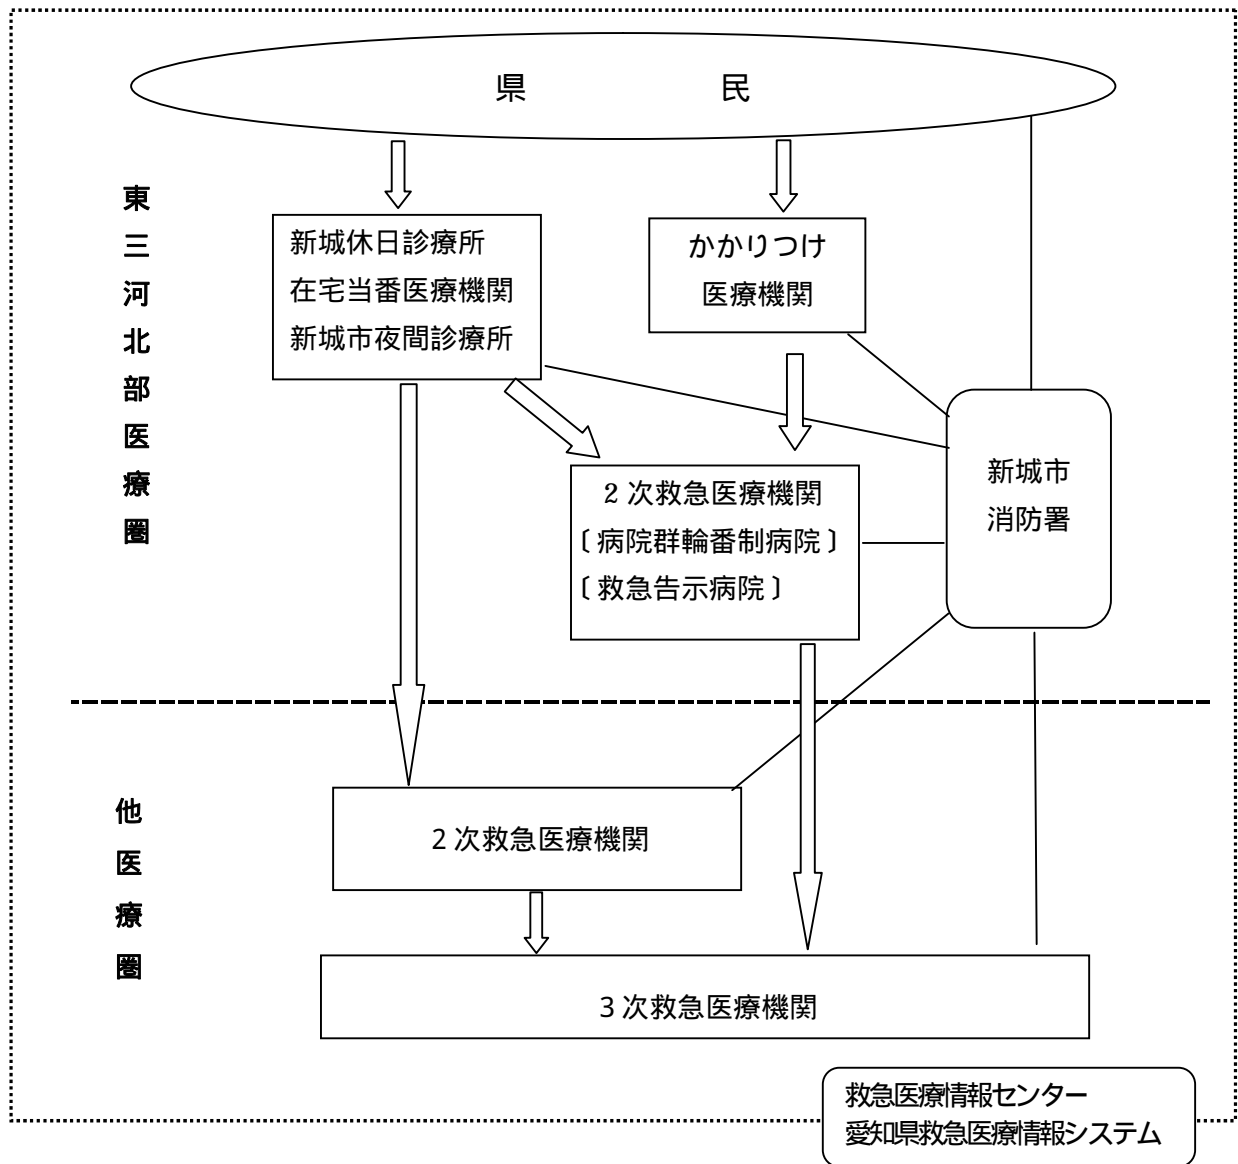 県　民
東三河北部医療圏
新城休日診療所
在宅当番医療機関
新城市夜間診療所
かかりつけ
医療機関
新城市
消防署
2次救急医療機関
〔病院群輪番制病院〕
〔救急告示病院〕
他医療圏
2次救急医療機関
3次救急医療機関
救急医療情報センター
愛知県救急医療情報システム